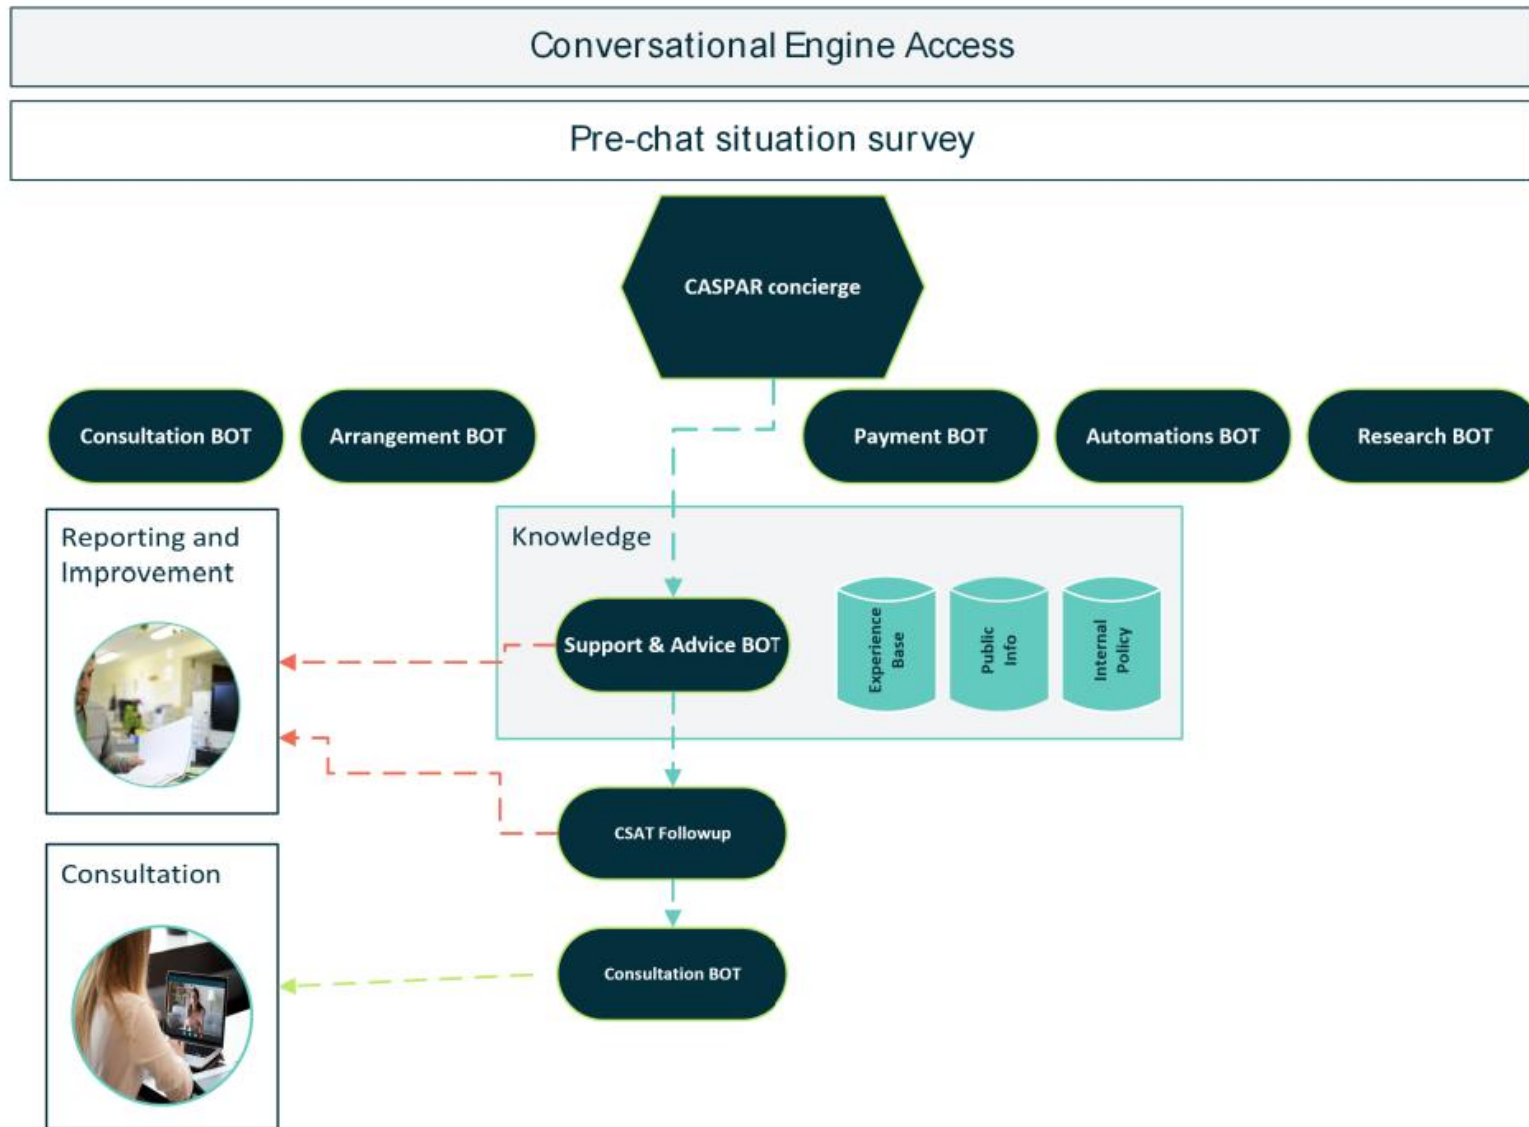 Conversational Engine Access
Pre-chat situation survey
CASPAR concierge
Consultation BOT
Arrangement BOT
Payment BOT
Automations BOT
Research BOT
Reporting and
Improvement
Knowledge
Support & Advice BOT
Experience
Base
Public
Info
Internal
Policy
CSAT Followup
Consultation
Consultation BOT